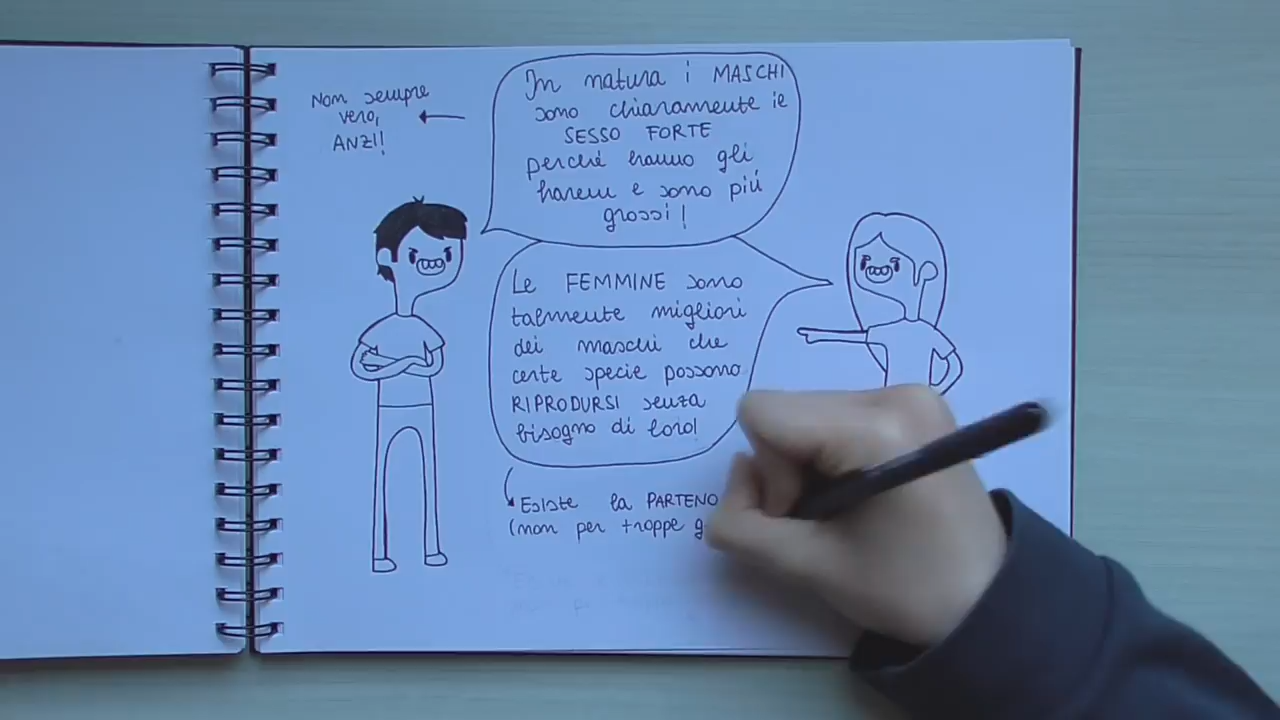 Non sempre
vero,
ANZI!
In natura i MASCHI
sono chiaramente il
SESSO FORTE
perché hanno gli
harem e sono più
grossi!
Le FEMMINE sono
talmente migliori
dei maschi che
certe specie possono
RIPRODURSI senza
bisogno di loro!
Esiste la PARTENO
(non per troppe g